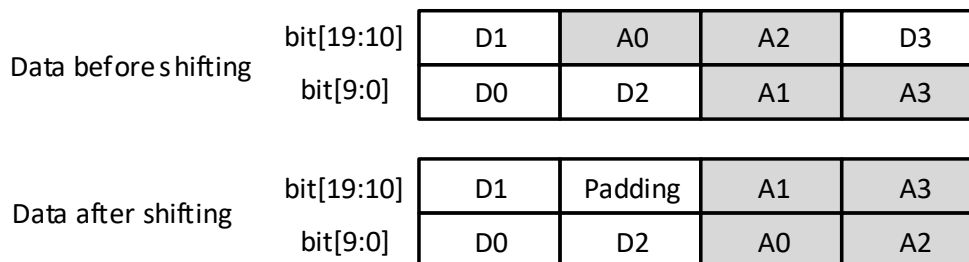 bit[19:10] D1 A0 A2 D3
Data before shifting
bit[9:0] D0 D2 A1 A3
bit[19:10] D1 Padding A1 A3
Data after shifting
bit[9:0] D0 D2 A0 A2